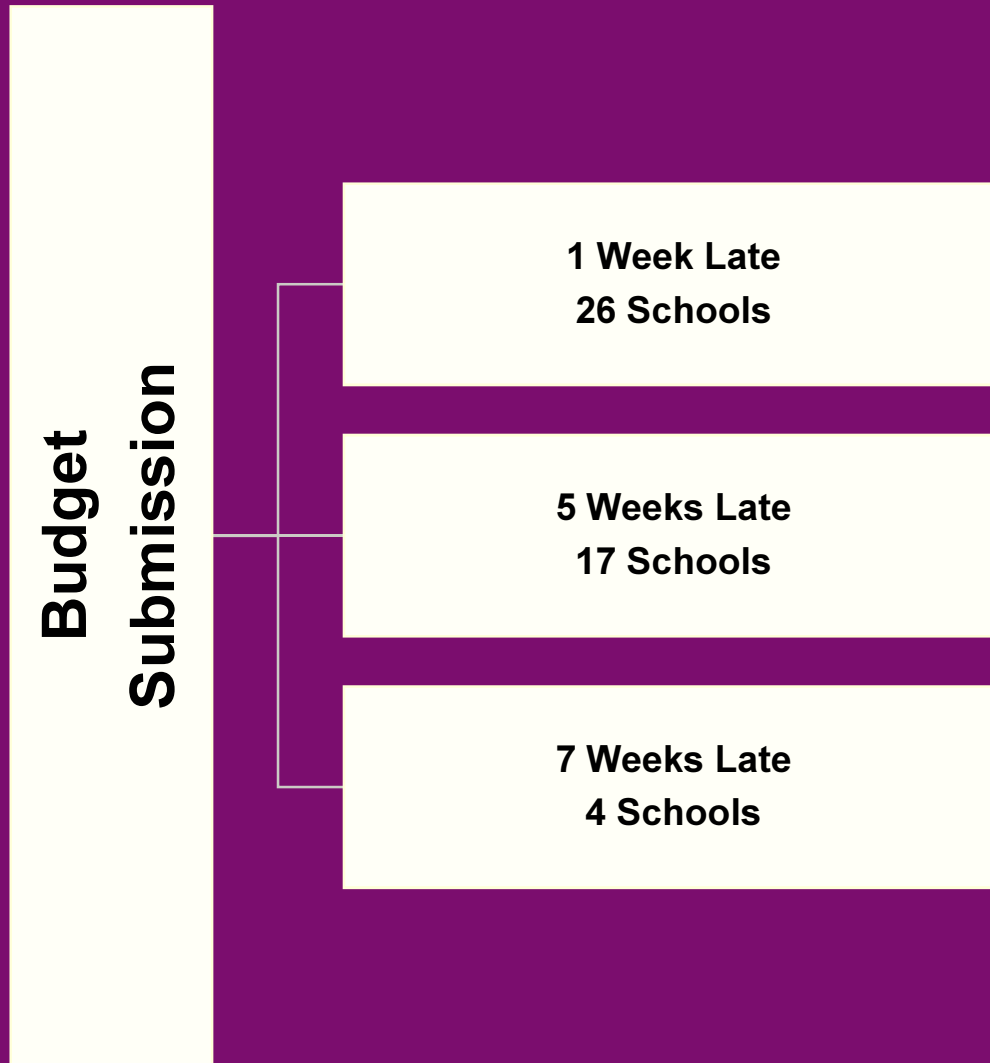 Budget
Submission
1 Week Late
26 Schools
5 Weeks Late
17 Schools
7 Weeks Late
4 Schools